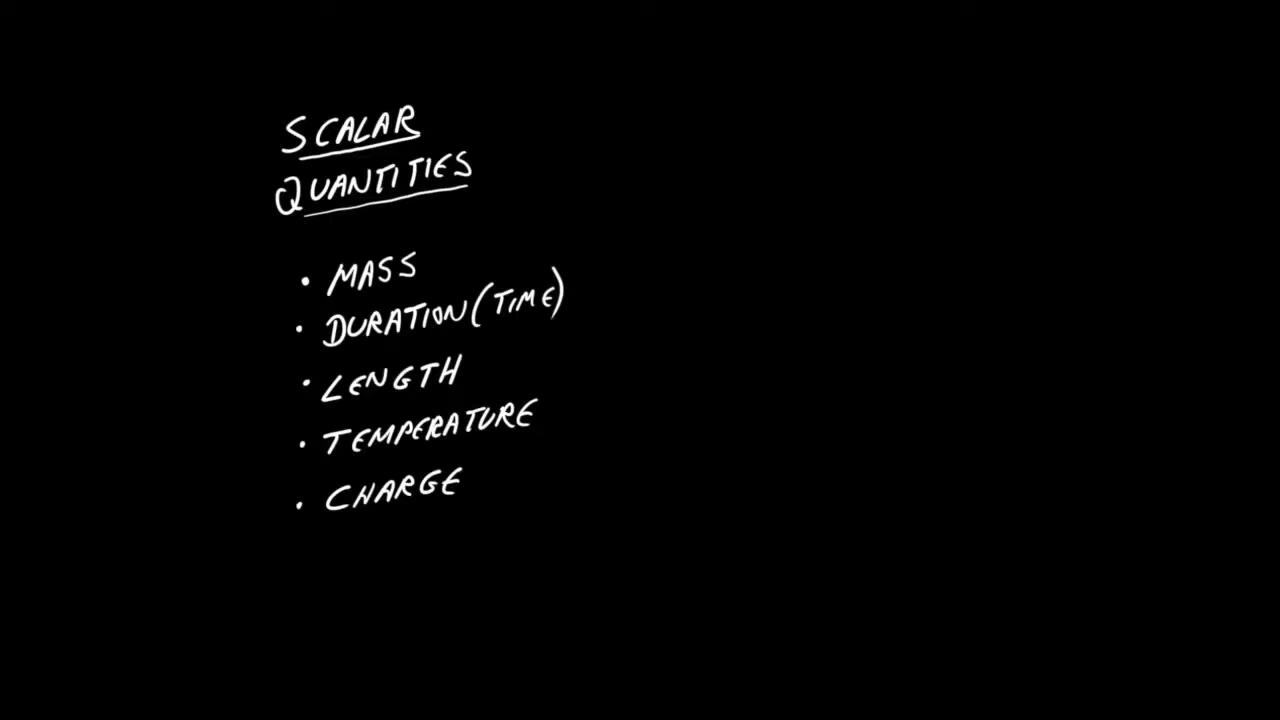 SCALAR
QUANTITIES
• MASS
• DURATION (TIME)
• LENGTH
• TEMPERATURE
• CHARGE